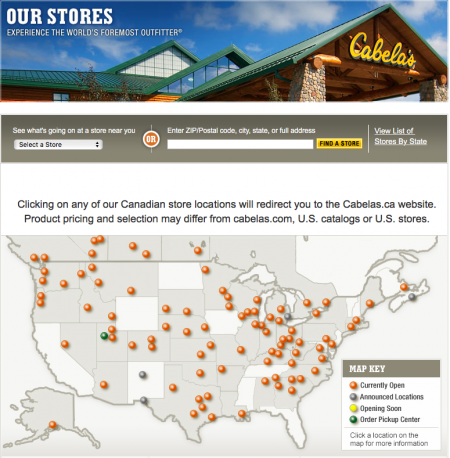 OUR STORES
EXPERIENCE THE WORLD'S FOREMOST OUTFITTER®
Cabela's
See what's going on at a store near you
Select a Store
OR
Enter ZIP/Postal code, city, state, or full address
FIND A STORE
View List of
Stores By State
Clicking on any of our Canadian store locations will redirect you to the Cabelas.ca website.
Product pricing and selection may differ from cabelas.com, U.S. catalogs or U.S. stores.
MAP KEY
Currently Open
Announced Locations
Opening Soon
Order Pickup Center
Click a location on the
map for more information